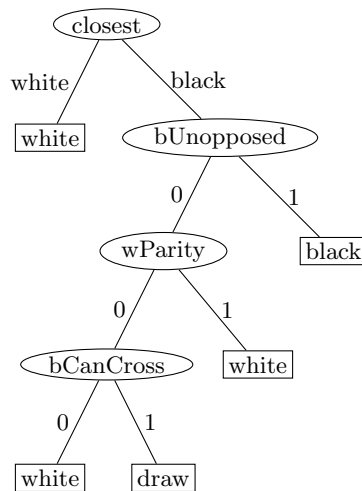 closest
white black
white bUnopposed
0 1
wParity black
0 1
bCanCross white
0 1
white draw